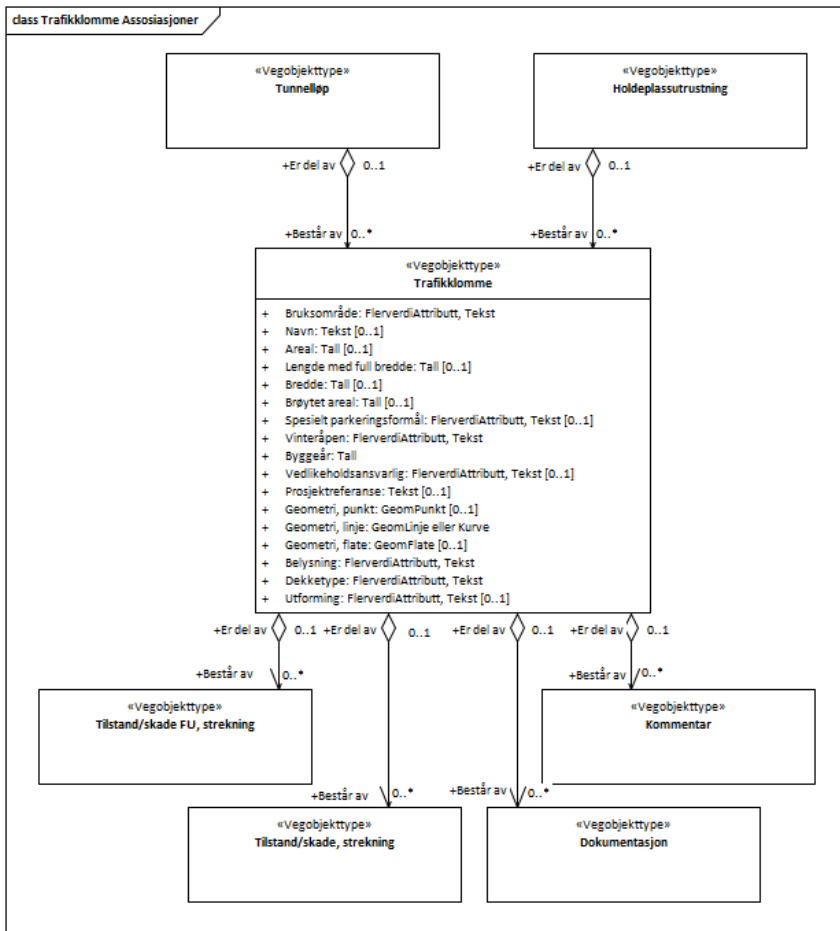 class Trafikklomme Assosiasjoner
«Vegobjekttype»
Tunnelløp
«Vegobjekttype»
Holdeplassutrustning
+Er del av 0..1
+Er del av 0..1
+Består av 0..*
+Består av 0..*
«Vegobjekttype»
Trafikklomme
+ Bruksområde: FlerverdiAttributt, Tekst
+ Navn: Tekst [0..1]
+ Areal: Tall [0..1]
+ Lengde med full bredde: Tall [0..1]
+ Bredde: Tall [0..1]
+ Brøytet areal: Tall [0..1]
+ Spesielt parkeringsformål: FlerverdiAttributt, Tekst [0..1]
+ Vinteråpen: FlerverdiAttributt, Tekst
+ Byggeår: Tall
+ Vedlikeholdsansvarlig: FlerverdiAttributt, Tekst [0..1]
+ Prosjektreferanse: Tekst [0..1]
+ Geometri, punkt: GeomPunkt [0..1]
+ Geometri, linje: GeomLinje eller Kurve
+ Geometri, flate: GeomFlate [0..1]
+ Belysning: FlerverdiAttributt, Tekst
+ Dekketype: FlerverdiAttributt, Tekst
+ Utforming: FlerverdiAttributt, Tekst [0..1]
+Er del av 0..1 +Er del av 0..1 +Er del av 0..1 +Er del av 0..1
+Består av 0..*
+Består av 0..*
«Vegobjekttype»
Tilstand/skade FU, strekning
«Vegobjekttype»
Kommentar
+Består av 0..*
+Består av 0..*
«Vegobjekttype»
Tilstand/skade, strekning
«Vegobjekttype»
Dokumentasjon